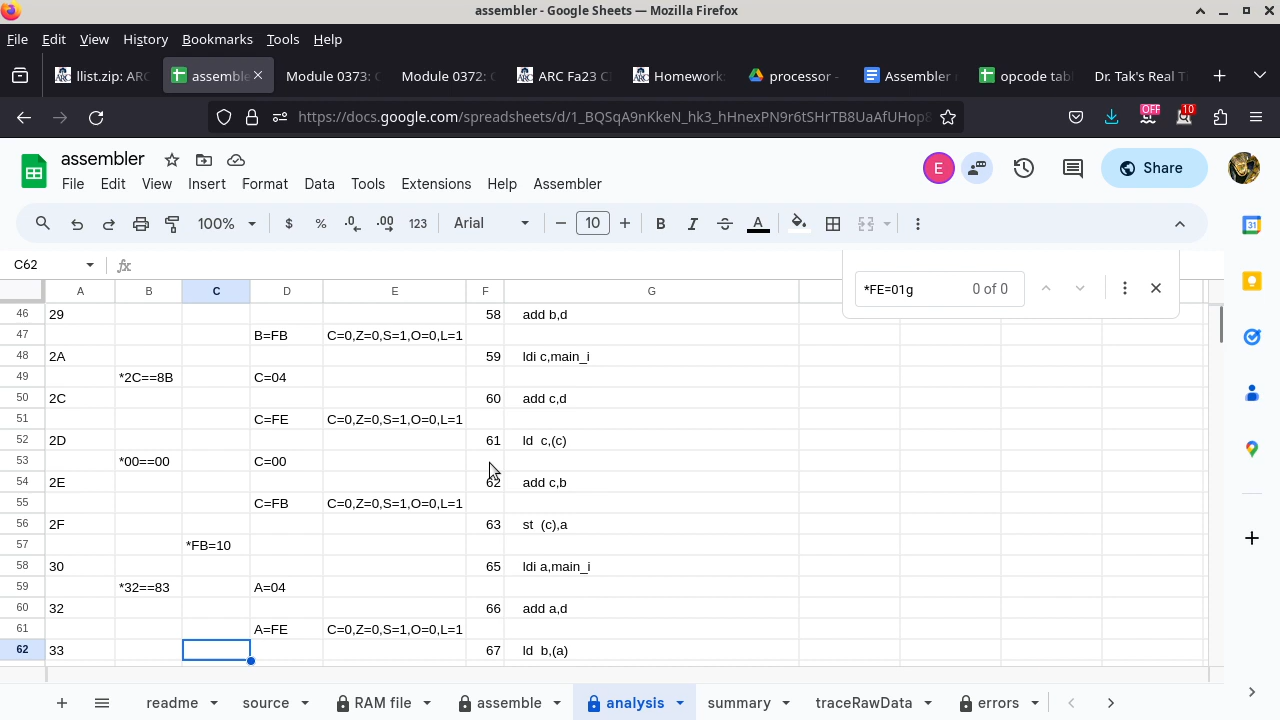 assembler - Google Sheets — Mozilla Firefox
File Edit View History Bookmarks Tools Help
llist.zip: ARC assemble Module 0373: C Module 0372: C ARC Fa23 C Homework processor - Assembler opcode tab Dr. Tak's Real T
https://docs.google.com/spreadsheets/d/1_BQSqA9nKkeN_hk3_hHnexPN9r6tSHrTB8UaAfUHop8 OFF 10
assembler
File Edit View Insert Format Data Tools Extensions Help Assembler
E Share
100% $ % .0 .00 123 Arial 10 B I S A
31
C62 fx
*FE=01g 0 of 0
A B C D E F G
46 29 58 add b,d
47 B=FB C=0,Z=0,S=1,O=0,L=1
48 2A 59 ldi c,main_i
49 *2C==8B C=04
50 2C 60 add c,d
51 C=FE C=0,Z=0,S=1,O=0,L=1
52 2D 61 ld c,(c)
53 *00==00 C=00
54 2E 62 add c,b
55 C=FB C=0,Z=0,S=1,O=0,L=1
56 2F 63 st (c),a
57 *FB=10
58 30 65 ldi a,main_i
59 *32==83 A=04
60 32 66 add a,d
61 A=FE C=0,Z=0,S=1,O=0,L=1
62 33 67 ld b,(a)
readme source RAM file assemble analysis summary traceRawData errors